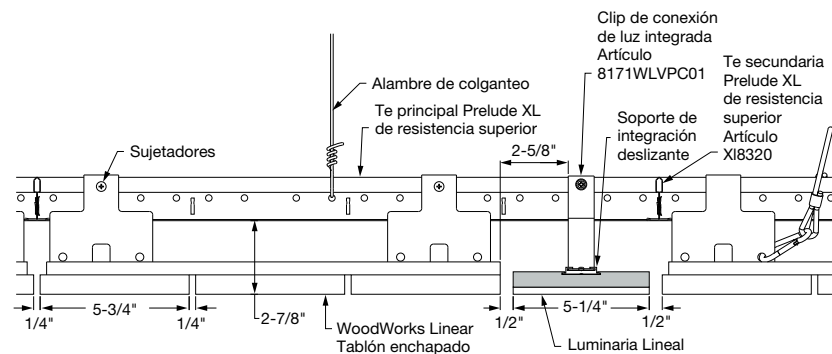 Clip de conexión
de luz integrada
Artículo
8171WLVPC01
Te secundaria
Prelude XL
de resistencia
superior
Artículo
Xl8320
Alambre de colganteo
Te principal Prelude XL
de resistencia superior
Soporte de
integración
deslizante
Sujetadores
2-5/8"
5-3/4"
1/4"
1/4"
2-7/8"
1/2"
5-1/4"
1/2"
WoodWorks Linear
Tablón enchapado
Luminaria Lineal